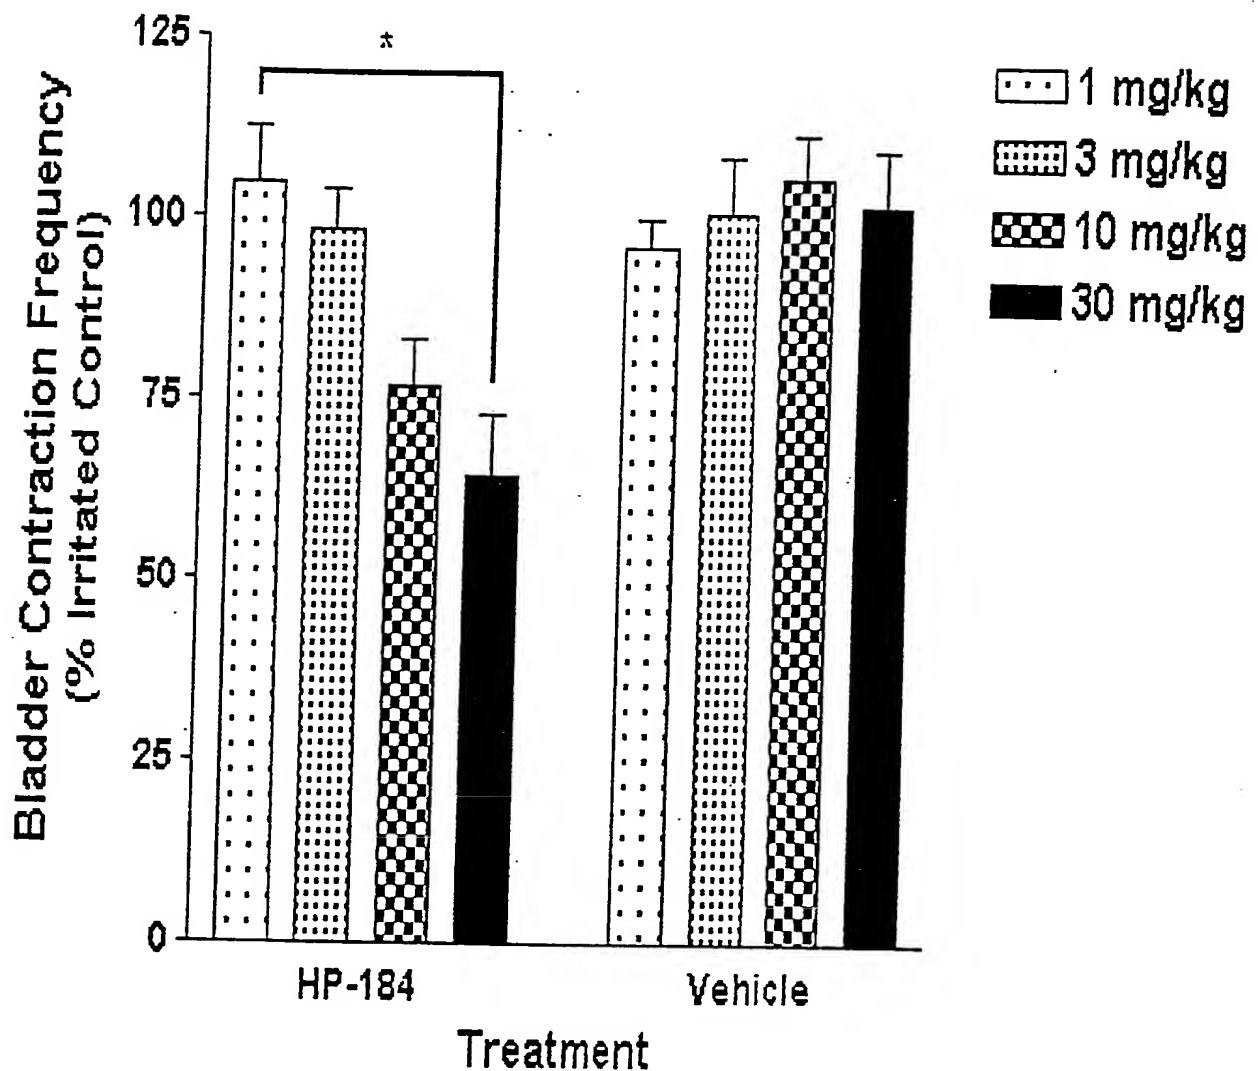 125
100
75
50
25
0
Bladder Contraction Frequency
(% Irritated Control)
*
1 mg/kg
3 mg/kg
10 mg/kg
30 mg/kg
HP-184
Vehicle
Treatment